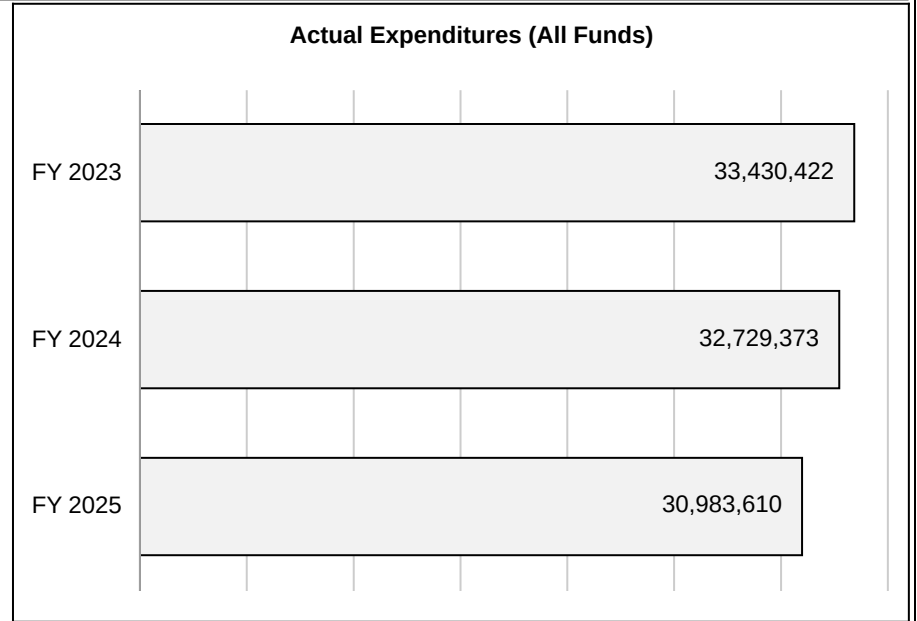 Actual Expenditures (All Funds)
FY 2023 33,430,422
FY 2024 32,729,373
FY 2025 30,983,610